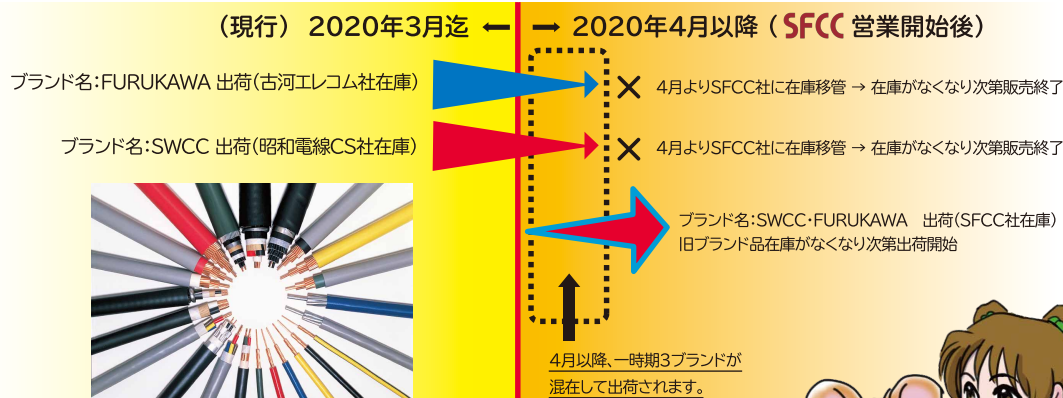 （現行） 2020年3月迄 ← → 2020年4月以降（ SFCC 営業開始後）
ブランド名：FURUKAWA 出荷（古河エレコム社在庫） × 4月よりSFCC社に在庫移管 → 在庫がなくなり次第販売終了
ブランド名：SWCC 出荷（昭和電線CS社在庫） × 4月よりSFCC社に在庫移管 → 在庫がなくなり次第販売終了
ブランド名：SWCC・FURUKAWA 出荷（SFCC社在庫）
旧ブランド品在庫がなくなり次第出荷開始
4月以降、一時期3ブランドが
混在して出荷されます。